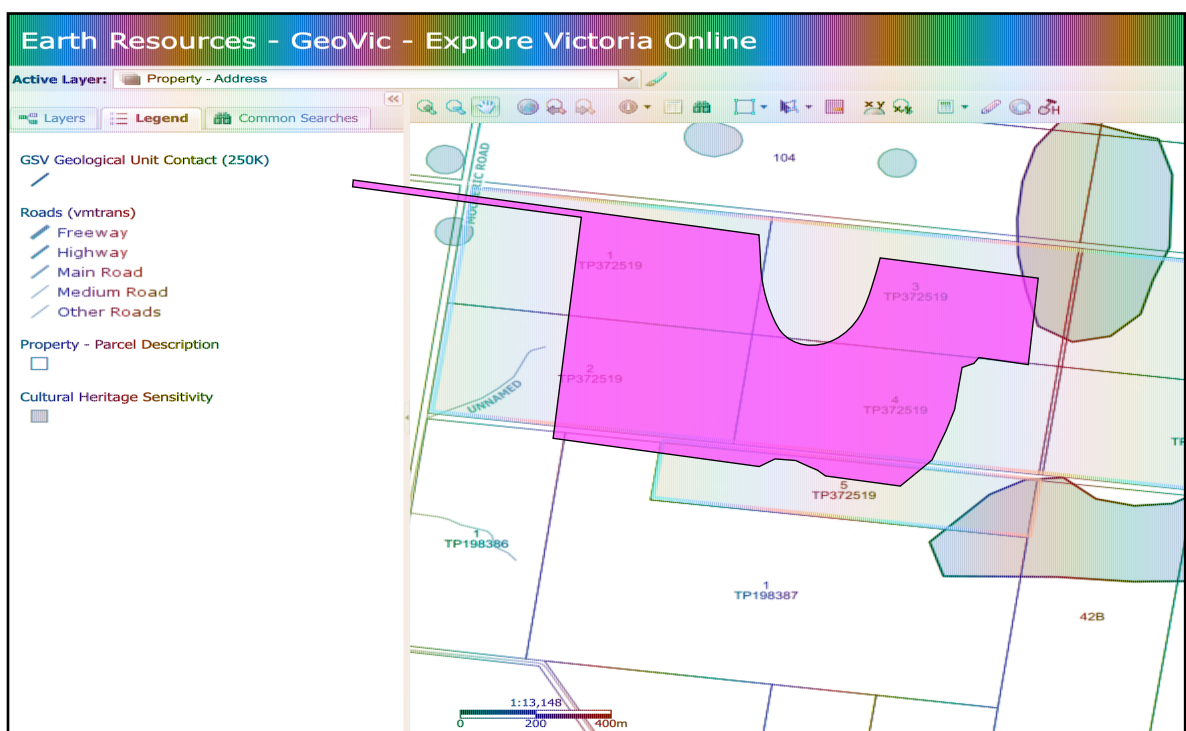 Earth Resources - GeoVic - Explore Victoria Online
Active Layer: Property - Address
Layers Legend Common Searches
GSV Geological Unit Contact (250K)
Roads (vmtrans)
Freeway
Highway
Main Road
Medium Road
Other Roads
Property - Parcel Description
Cultural Heritage Sensitivity
X Y
104
ROAD
1
TP372519
3
TP372519
2
TP372519
UNNAMED
4
TP372519
5
TP372519
1
TP198386
1
TP198387
42B
1:13,148
0 200 400m